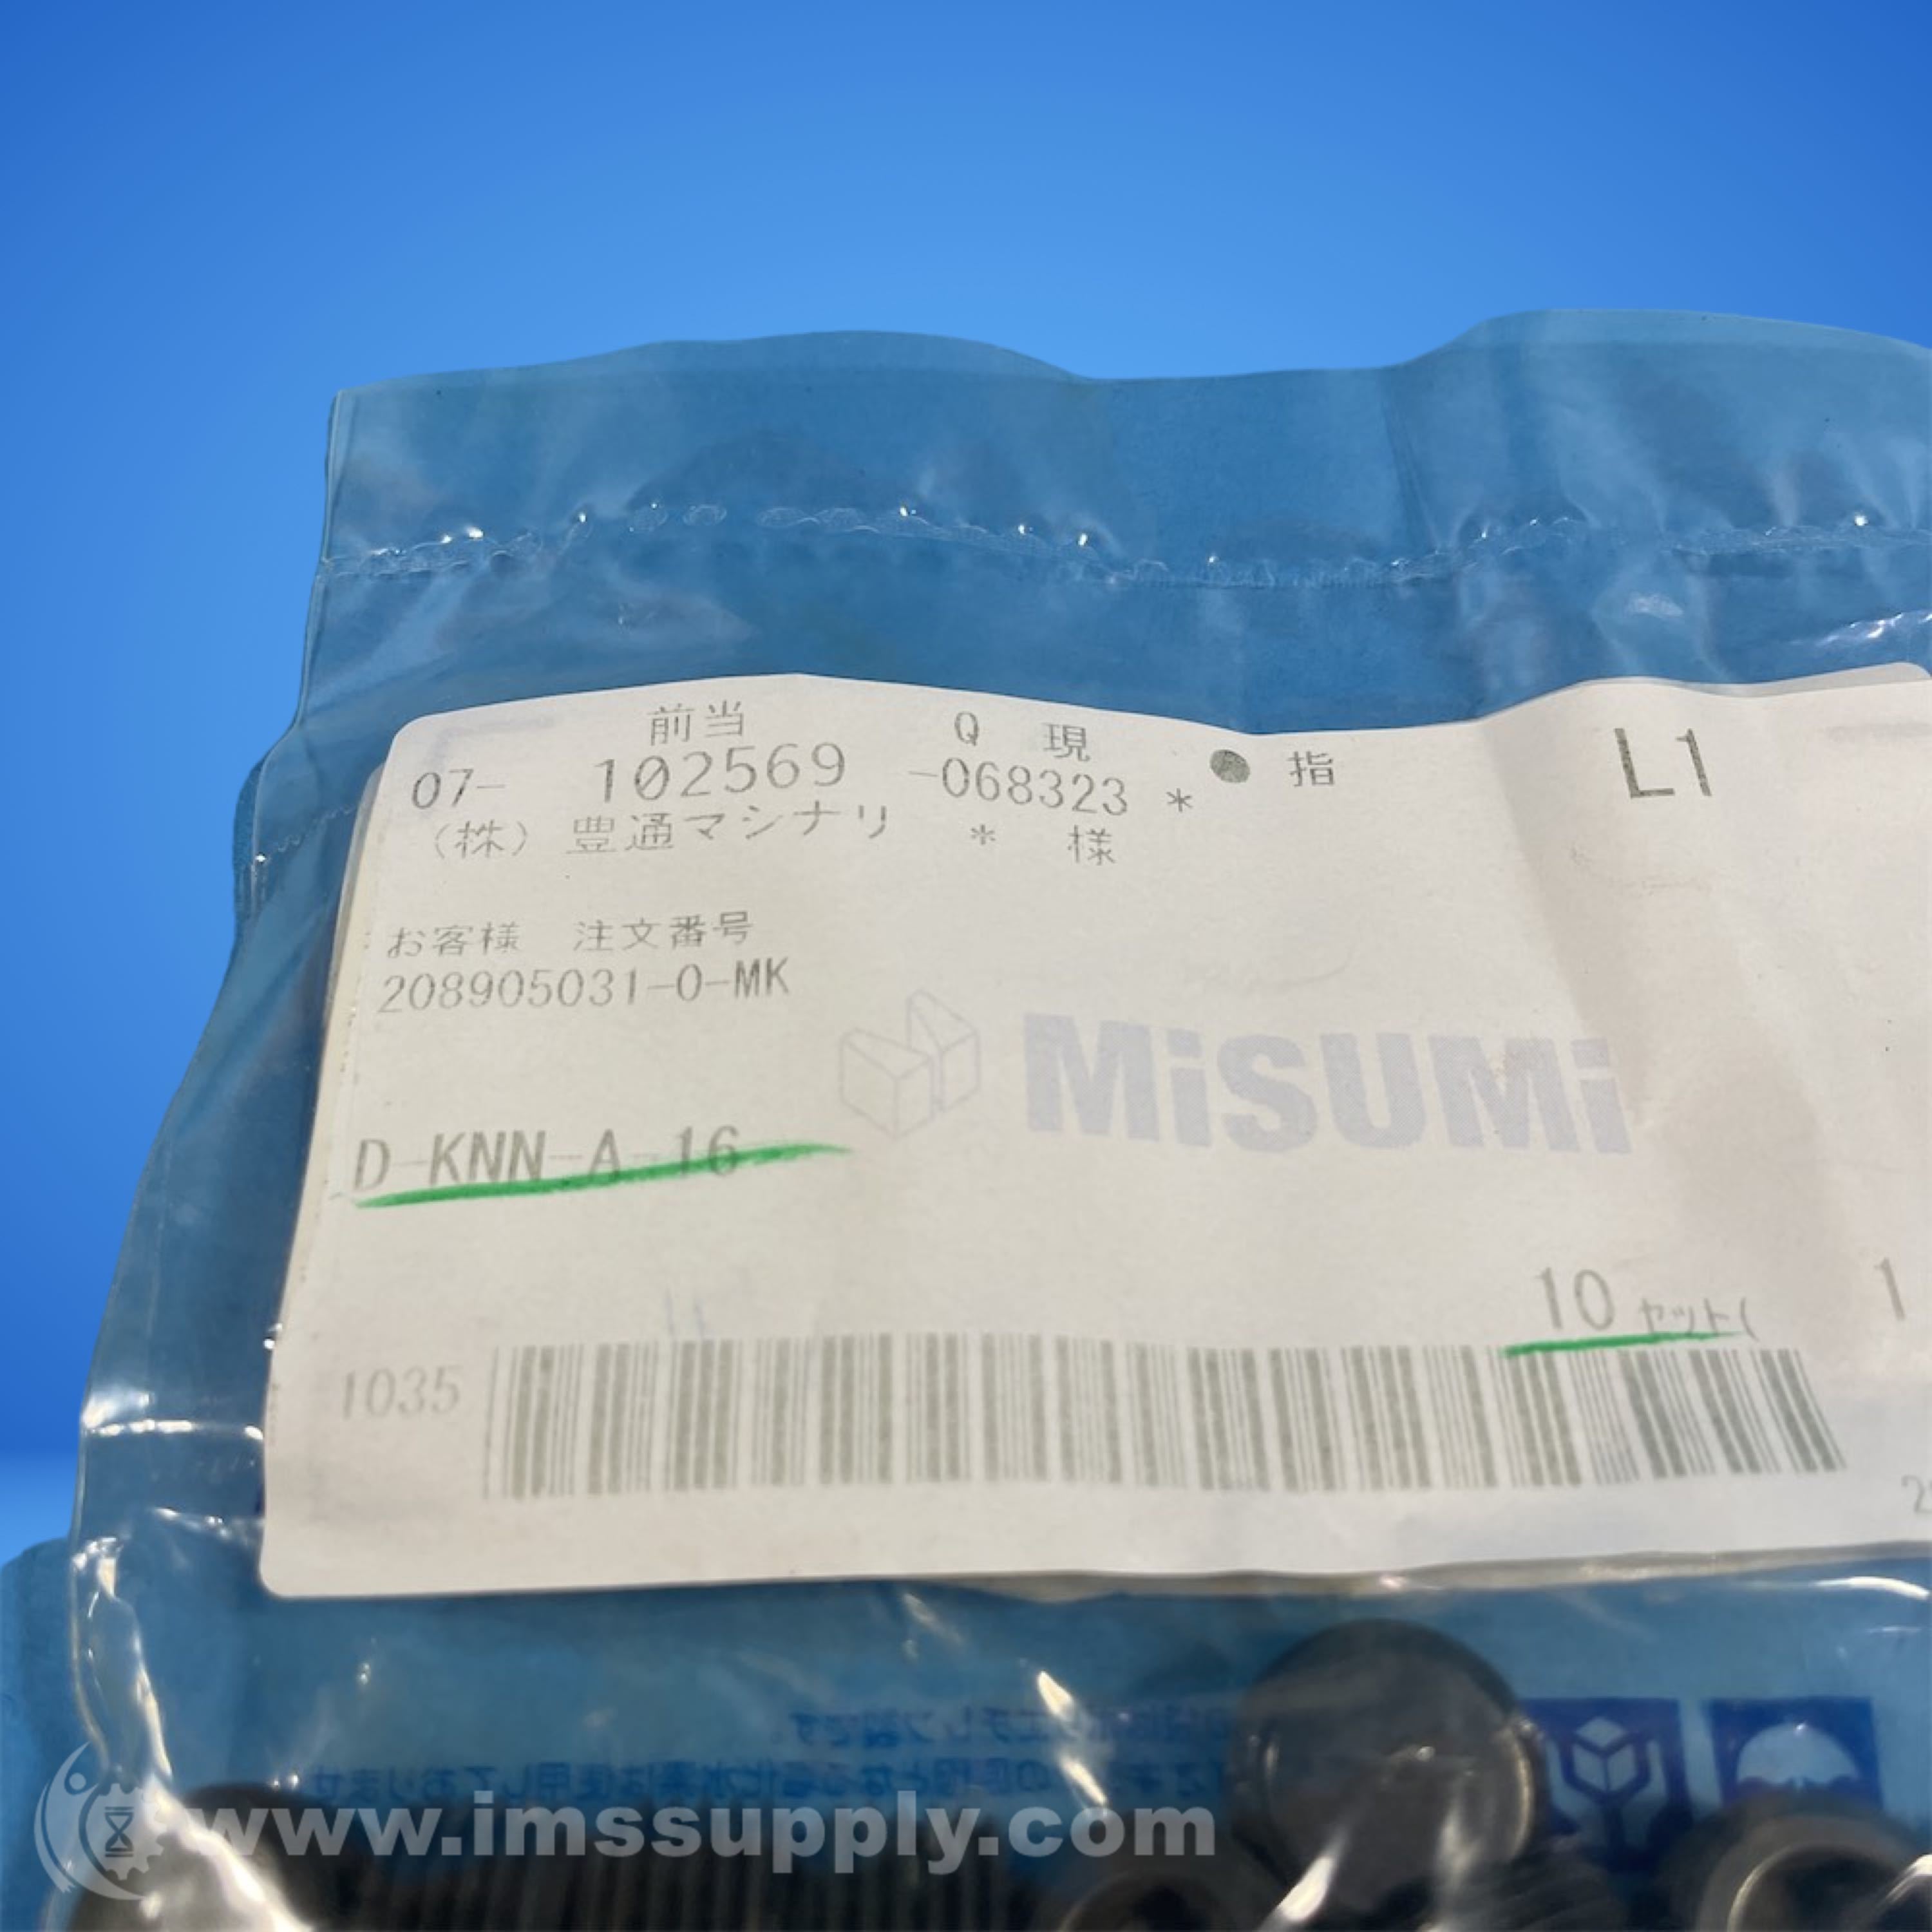 前当 Q 現
07- 102569 -068323 * ● 指 L1
(株) 豊通マシナリ * 様
お客様 注文番号
208905031-0-MK
MiSUMi
D-KNN-A-16
10 セット( 1
1035
www.imssupply.com